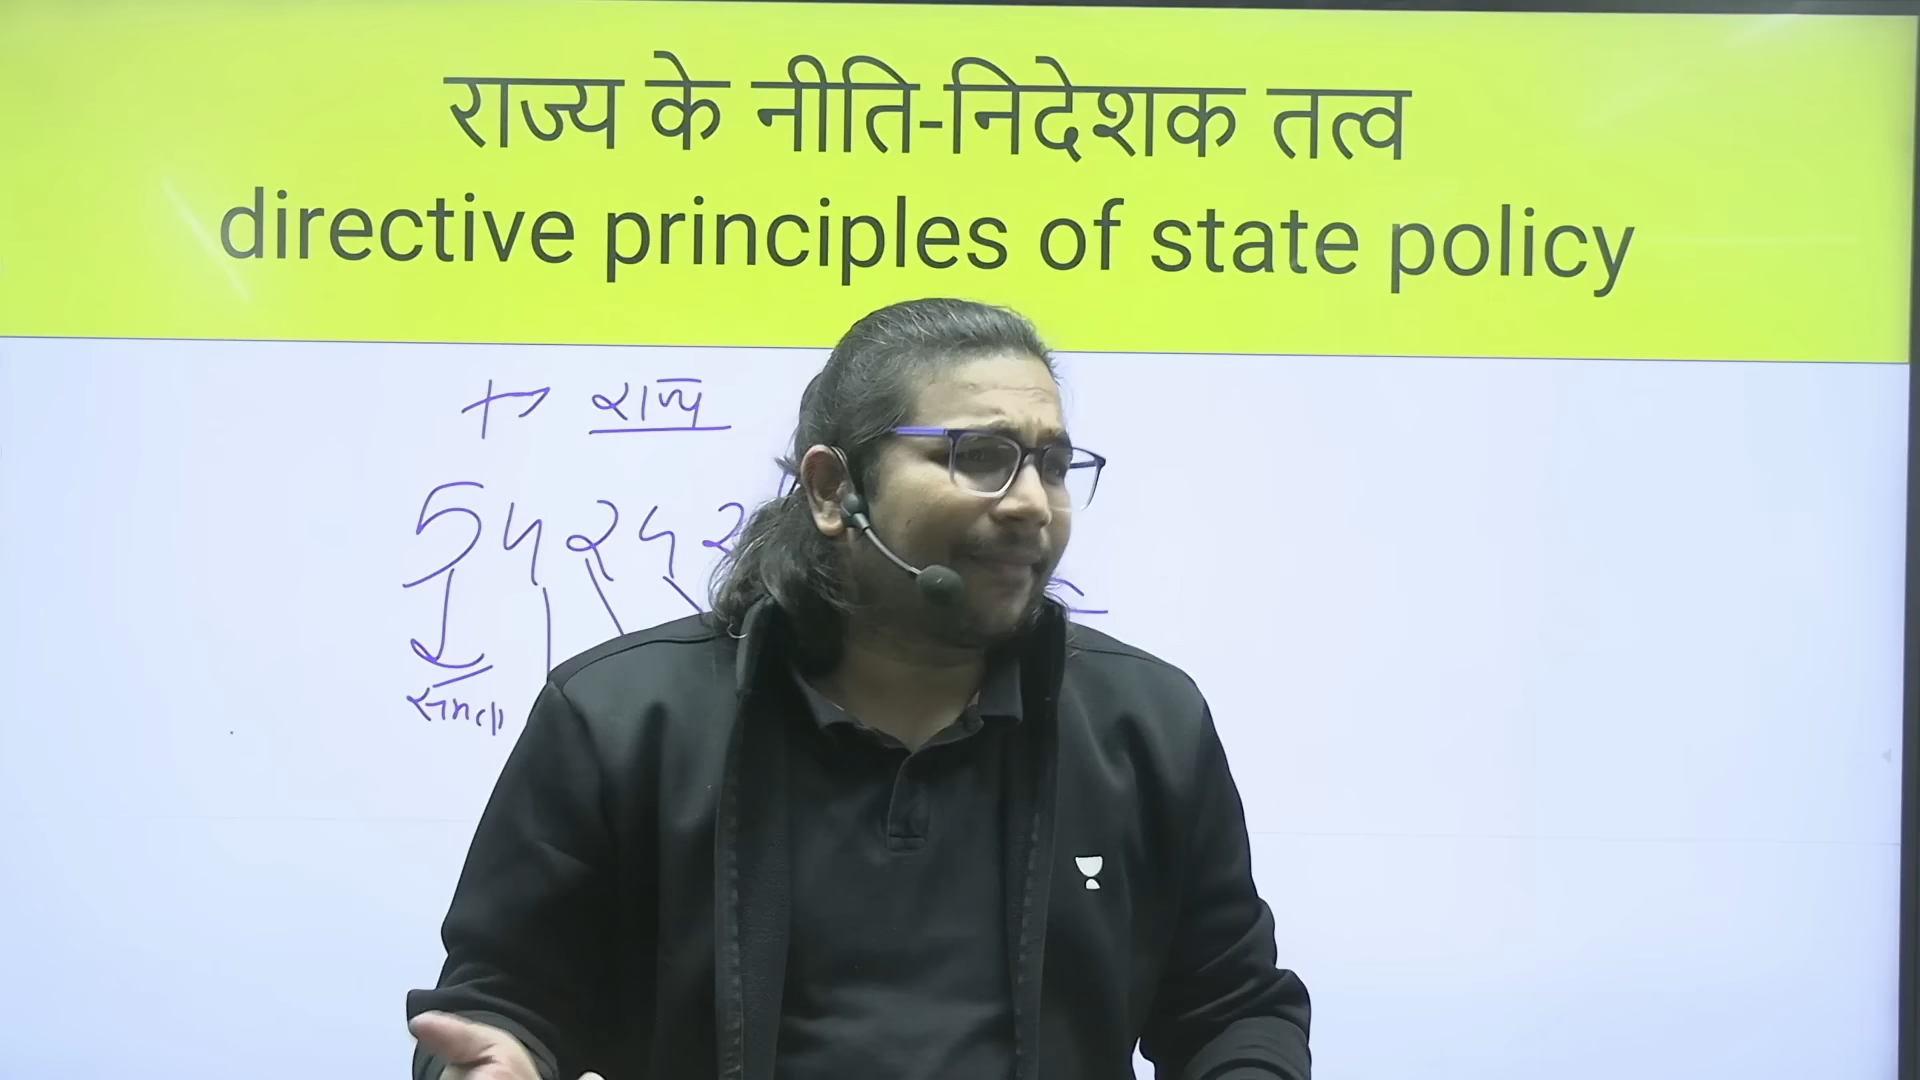 राज्य के नीति-निदेशक तत्व
directive principles of state policy
राज्य